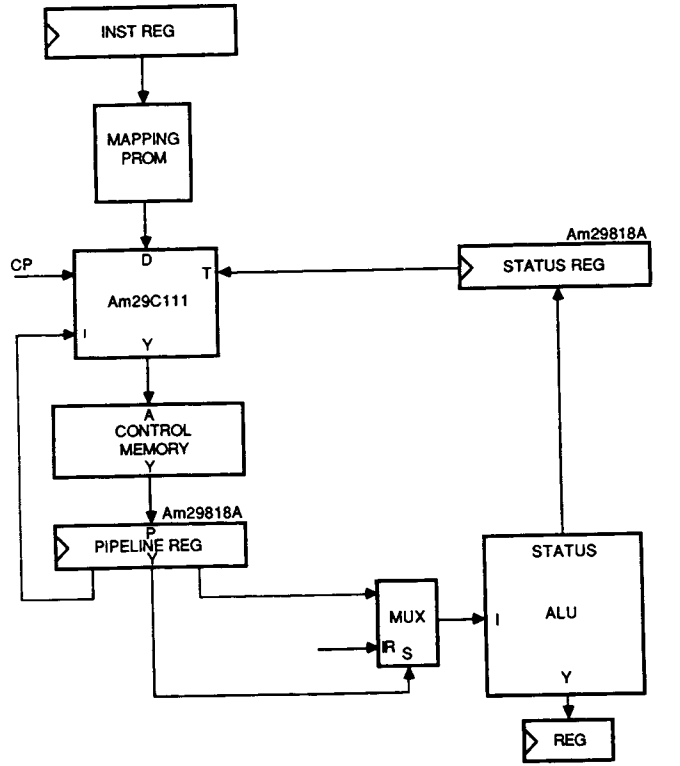 INST REG
MAPPING
PROM
D
CP
T
Am29C111
I
Y
Am29818A
STATUS REG
A
CONTROL
MEMORY
Y
Am29818A
P
PIPELINE REG
Y
MUX
IR
S
STATUS
I
ALU
Y
REG